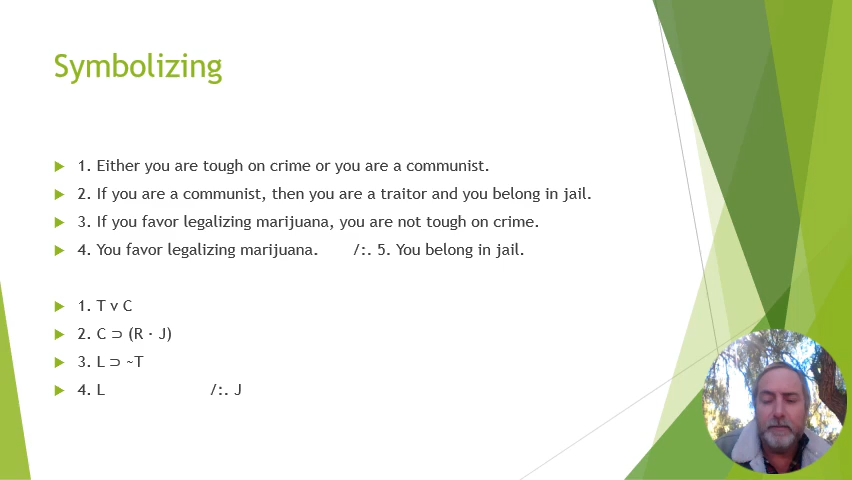 Symbolizing
1. Either you are tough on crime or you are a communist.
2. If you are a communist, then you are a traitor and you belong in jail.
3. If you favor legalizing marijuana, you are not tough on crime.
4. You favor legalizing marijuana. /:. 5. You belong in jail.
1. T v C
2. C ⊃ (R · J)
3. L ⊃ ~T
4. L /:. J